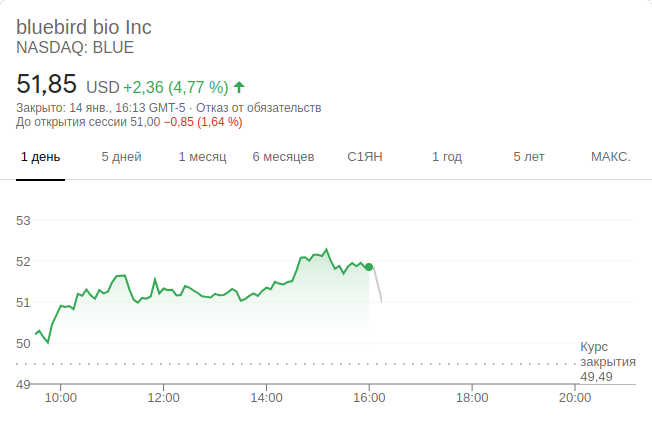 bluebird bio Inc
NASDAQ: BLUE
51,85 USD +2,36 (4,77 %)
Закрыто: 14 янв., 16:13 GMT-5 · Отказ от обязательств
До открытия сессии 51,00 −0,85 (1,64 %)
1 день 5 дней 1 месяц 6 месяцев С1ЯН 1 год 5 лет МАКС.
53
52
51
50
Курс
закрытия
49,49
49
10:00 12:00 14:00 16:00 18:00 20:00